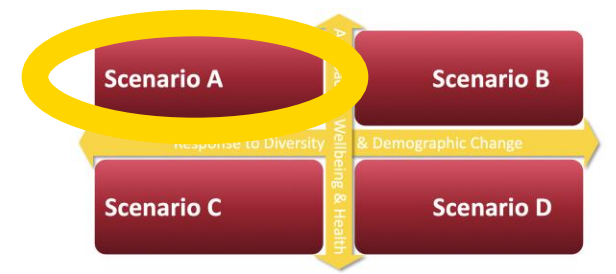 Scenario A
Scenario B
Response to Diversity & Demographic Change
Wellbeing & Health
Scenario C
Scenario D